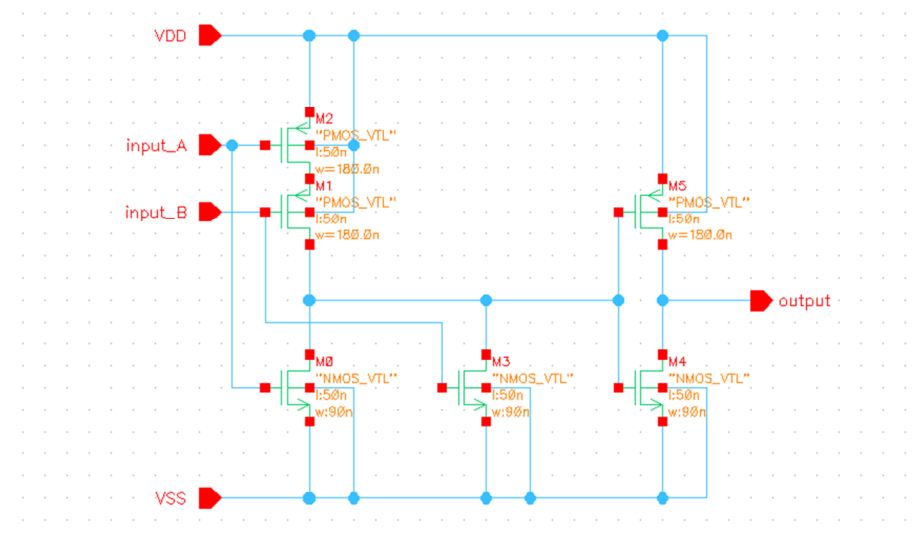 VDD
M2
"PMOS_VTL"
l:50n
w=180.0n
input_A
M1
"PMOS_VTL"
l:50n
w=180.0n
input_B
M5
"PMOS_VTL"
l:50n
w=180.0n
output
M0
"NMOS_VTL"
l:50n
w:90n
M3
"NMOS_VTL"
l:50n
w:90n
M4
"NMOS_VTL"
l:50n
w:90n
VSS